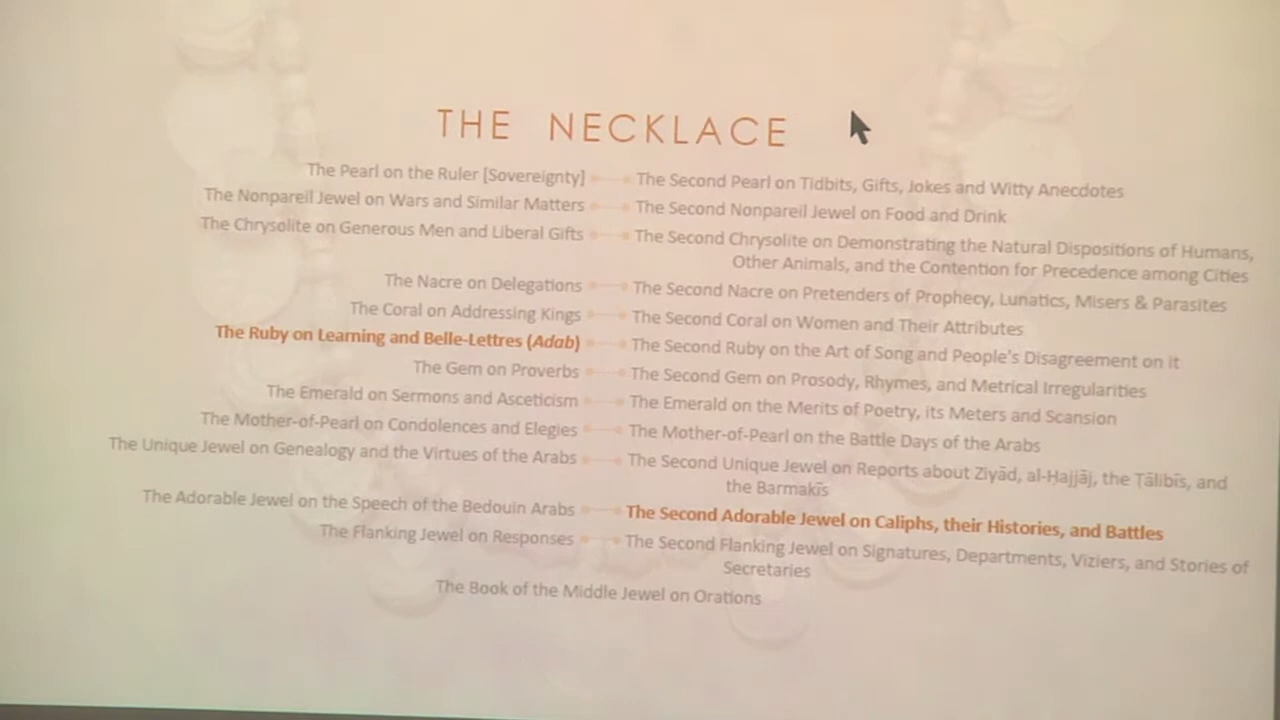 THE NECKLACE
The Pearl on the Ruler [Sovereignty] The Second Pearl on Tidbits, Gifts, Jokes and Witty Anecdotes
The Nonpareil Jewel on Wars and Similar Matters The Second Nonpareil Jewel on Food and Drink
The Chrysolite on Generous Men and Liberal Gifts The Second Chrysolite on Demonstrating the Natural Dispositions of Humans,
Other Animals, and the Contention for Precedence among Cities
The Nacre on Delegations The Second Nacre on Pretenders of Prophecy, Lunatics, Misers & Parasites
The Coral on Addressing Kings The Second Coral on Women and Their Attributes
The Ruby on Learning and Belle-Lettres (Adab) The Second Ruby on the Art of Song and People's Disagreement on it
The Gem on Proverbs The Second Gem on Prosody, Rhymes, and Metrical Irregularities
The Emerald on Sermons and Asceticism The Emerald on the Merits of Poetry, its Meters and Scansion
The Mother-of-Pearl on Condolences and Elegies The Mother-of-Pearl on the Battle Days of the Arabs
The Unique Jewel on Genealogy and the Virtues of the Arabs The Second Unique Jewel on Reports about Ziyād, al-Ḥajjāj, the Ṭālibīs, and
the Barmakīs
The Adorable Jewel on the Speech of the Bedouin Arabs The Second Adorable Jewel on Caliphs, their Histories, and Battles
The Flanking Jewel on Responses The Second Flanking Jewel on Signatures, Departments, Viziers, and Stories of
Secretaries
The Book of the Middle Jewel on Orations